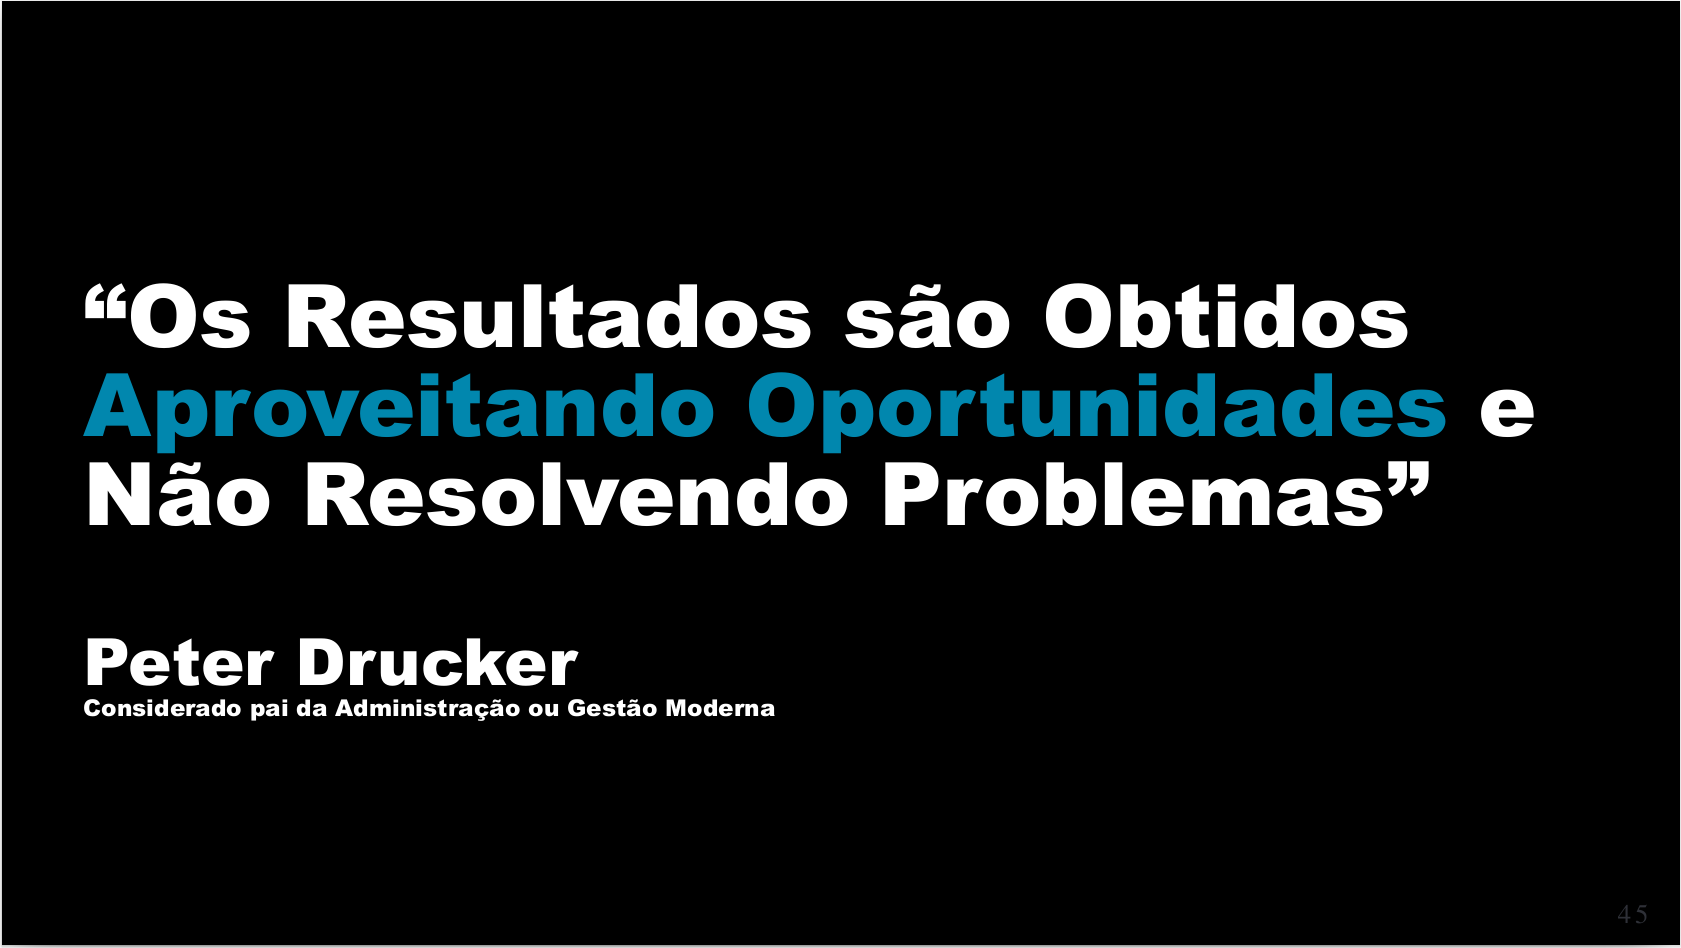 “Os Resultados são Obtidos
Aproveitando Oportunidades e
Não Resolvendo Problemas”
Peter Drucker
Considerado pai da Administração ou Gestão Moderna
45